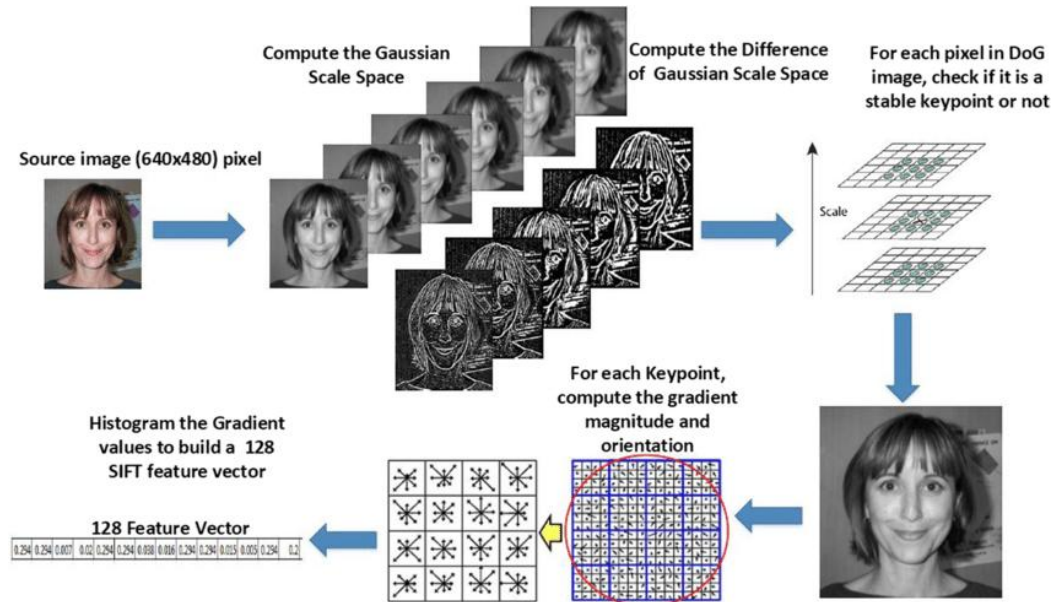 Compute the Gaussian
Scale Space
Compute the Difference
of Gaussian Scale Space
For each pixel in DoG
image, check if it is a
stable keypoint or not
Source image (640x480) pixel
Scale
For each Keypoint,
compute the gradient
magnitude and
orientation
Histogram the Gradient
values to build a 128
SIFT feature vector
128 Feature Vector
0.294 0.294 0.007 0.02 0.294 0.294 0.038 0.016 0.294 0.294 0.015 0.005 0.294 0.2